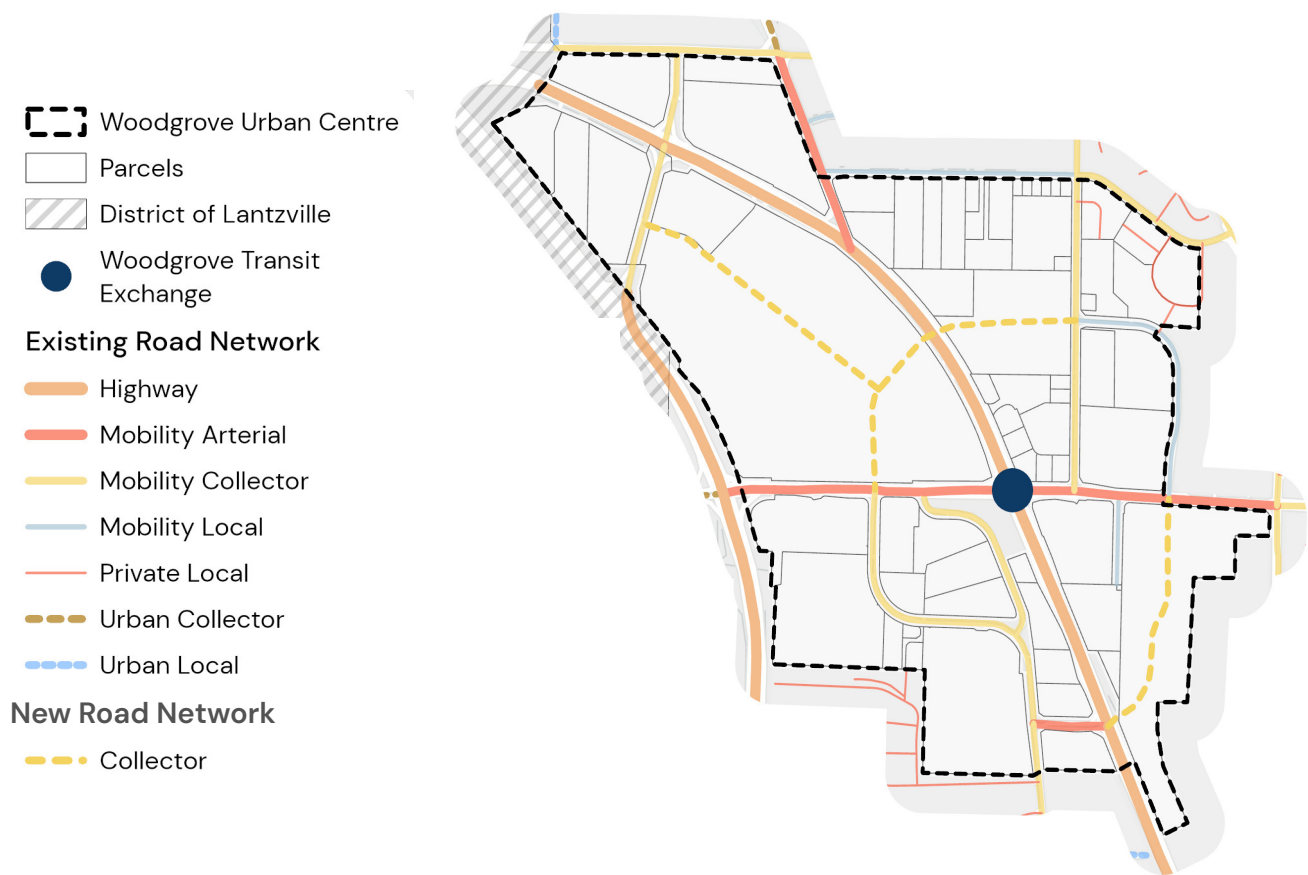 Woodgrove Urban Centre
Parcels
District of Lantzville
Woodgrove Transit
Exchange
Existing Road Network
Highway
Mobility Arterial
Mobility Collector
Mobility Local
Private Local
Urban Collector
Urban Local
New Road Network
Collector